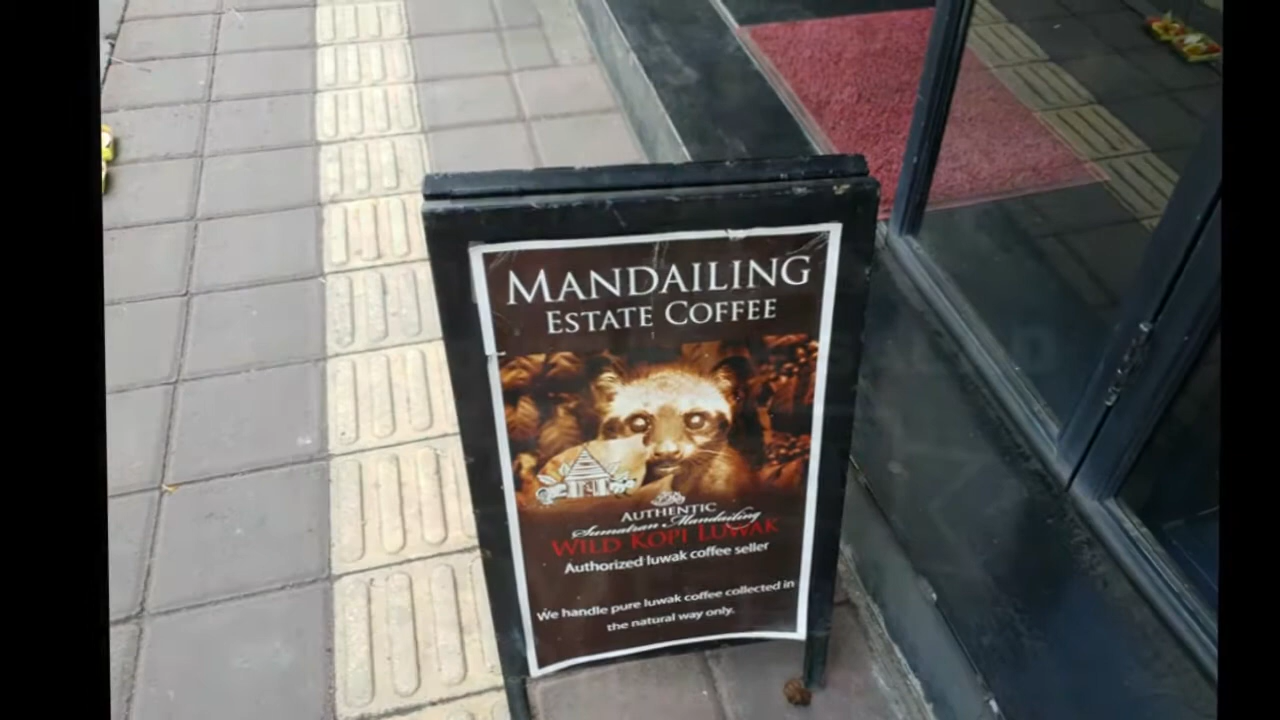 MANDAILING
ESTATE COFFEE
AUTHENTIC
Sumatran Mandailing
WILD KOPI LUWAK
Authorized luwak coffee seller
We handle pure luwak coffee collected in
the natural way only.